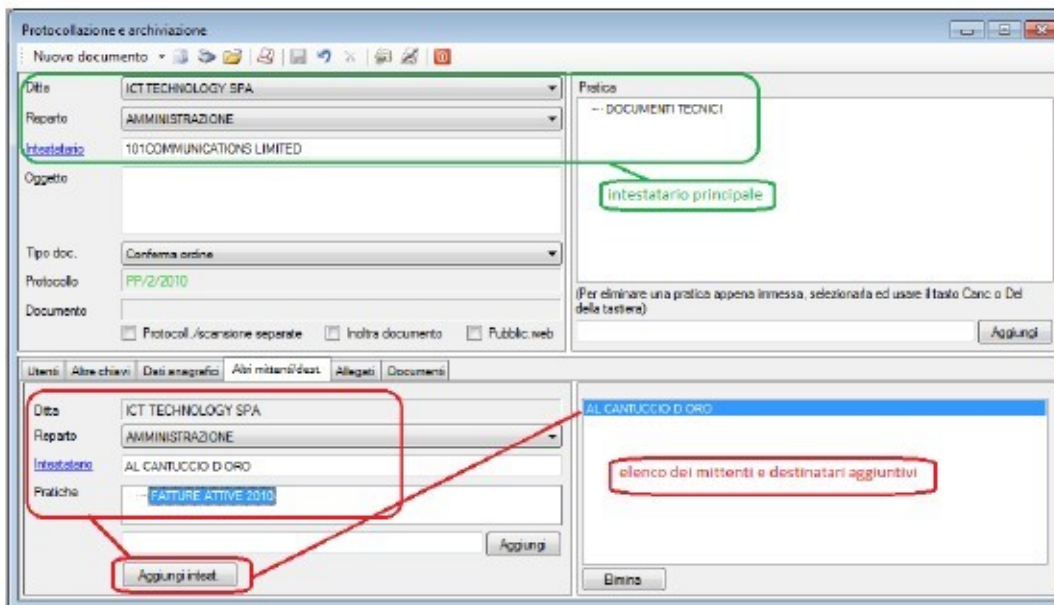 Protocollazione e archiviazione
Nuovo documento
Ditta ICT TECHNOLOGY SPA
Reparto AMMINISTRAZIONE
Intestatario 101COMMUNICATIONS LIMITED
Oggetto
Tipo doc. Conferma ordine
Protocollo PP/2/2010
Documento
Protocoll./scansione separate Inoltra documento Pubblic.web
Pratica
DOCUMENTI TECNICI
intestatario principale
(Per eliminare una pratica appena immessa, selezionarla ed usare il tasto Canc o Del
della tastiera)
Aggiungi
Utenti Altre chiavi Dati anagrafici Altri mittenti/dest. Allegati Documenti
Ditta ICT TECHNOLOGY SPA
Reparto AMMINISTRAZIONE
Intestatario AL CANTUCCIO D ORO
Pratiche FATTURE ATTIVE 2010
Aggiungi
Aggiungi intest.
AL CANTUCCIO D ORO
elenco dei mittenti e destinatari aggiuntivi
Elimina